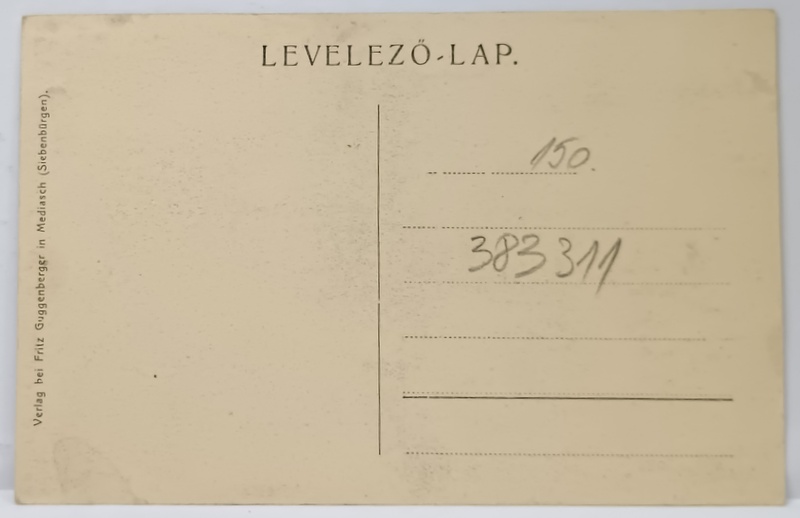 LEVELEZŐ-LAP.
Verlag bei Fritz Guggenberger in Mediasch (Siebenbürgen).
150.
383311